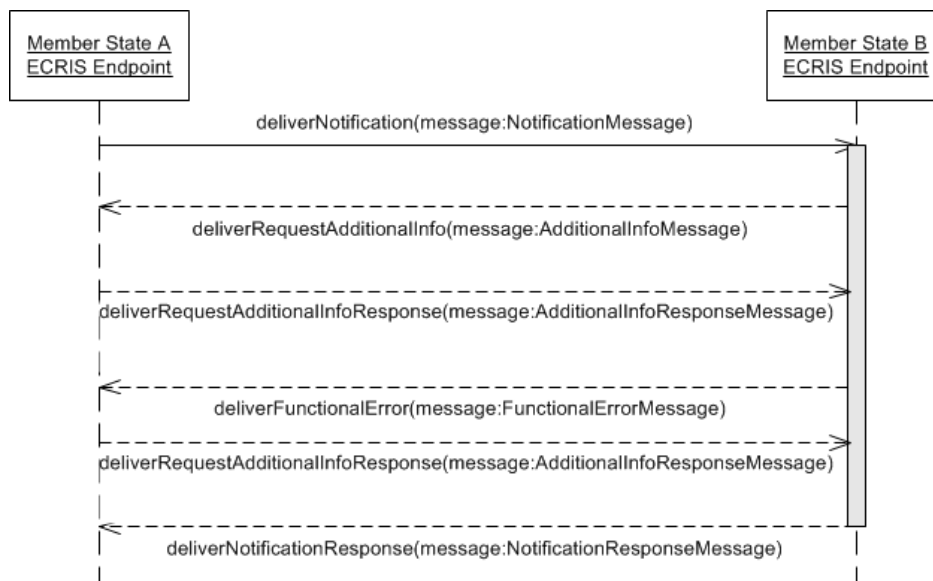 Member State A
ECRIS Endpoint
Member State B
ECRIS Endpoint
deliverNotification(message:NotificationMessage)
deliverRequestAdditionalInfo(message:AdditionalInfoMessage)
deliverRequestAdditionalInfoResponse(message:AdditionalInfoResponseMessage)
deliverFunctionalError(message:FunctionalErrorMessage)
deliverRequestAdditionalInfoResponse(message:AdditionalInfoResponseMessage)
deliverNotificationResponse(message:NotificationResponseMessage)